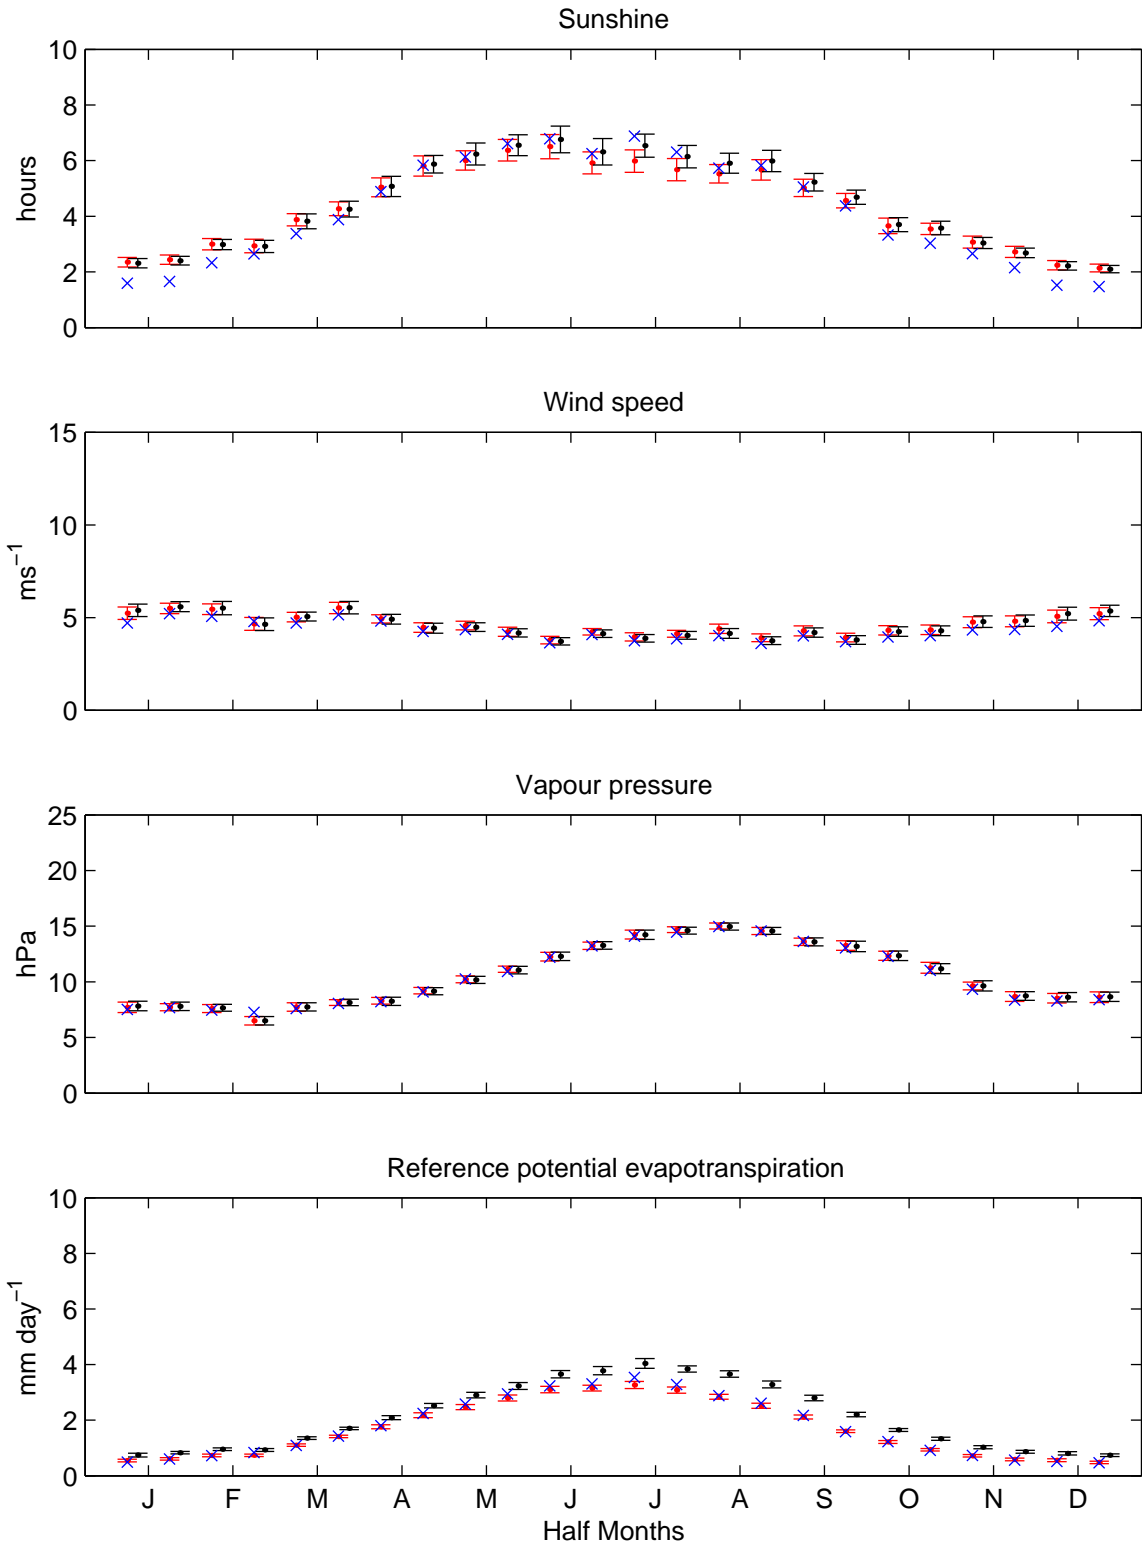 Sunshine
10
8
6
4
2
0
hours
Wind speed
15
10
5
0
ms−1
Vapour pressure
25
20
15
10
5
0
hPa
Reference potential evapotranspiration
10
8
6
4
2
0
mm day−1
J F M A M J J A S O N D
Half Months